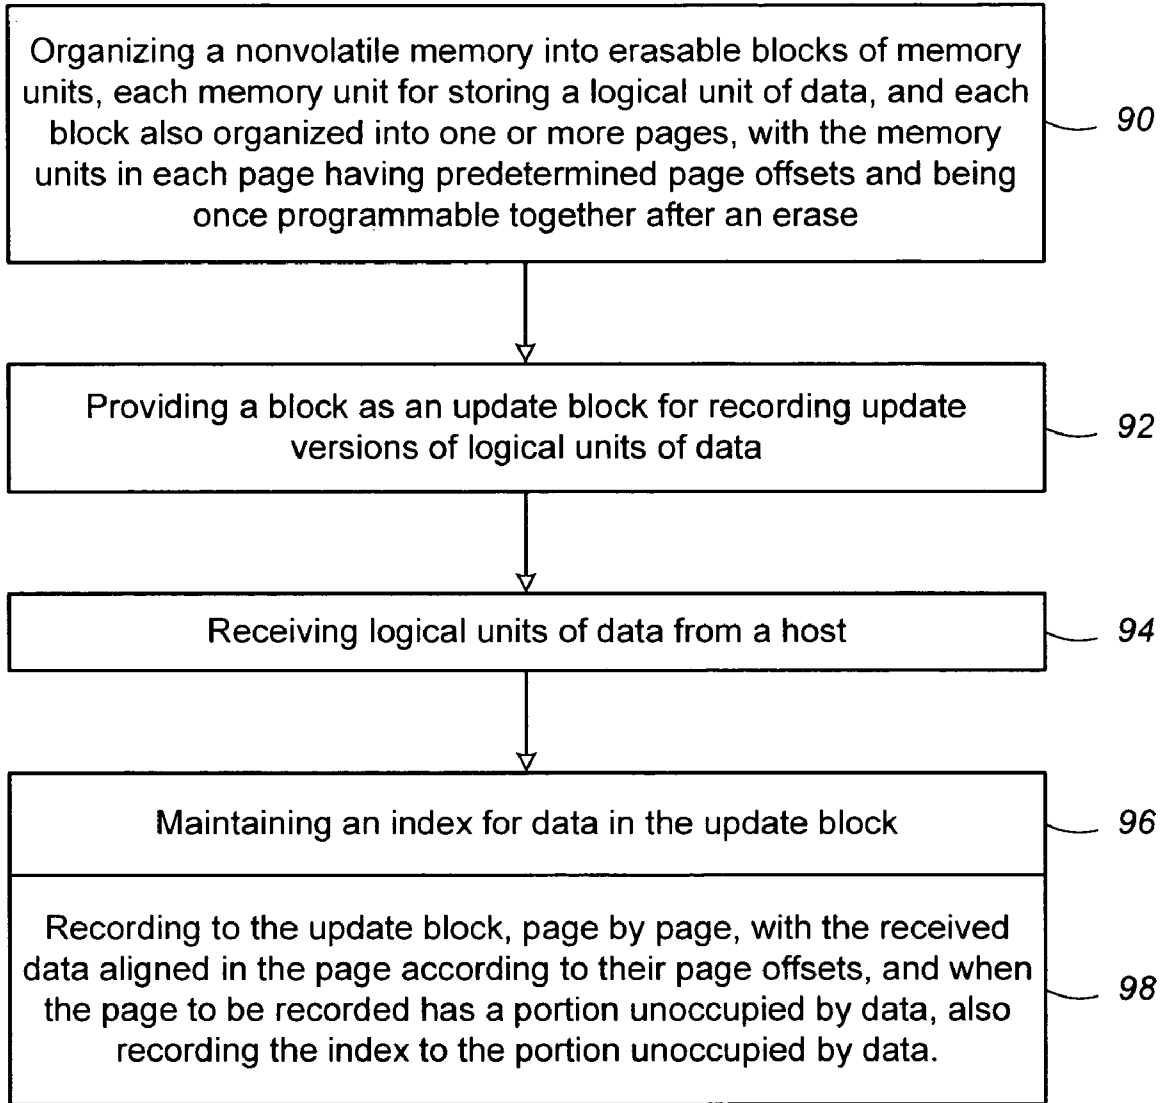 Organizing a nonvolatile memory into erasable blocks of memory
units, each memory unit for storing a logical unit of data, and each
block also organized into one or more pages, with the memory
units in each page having predetermined page offsets and being
once programmable together after an erase
90
Providing a block as an update block for recording update
versions of logical units of data
92
Receiving logical units of data from a host
94
Maintaining an index for data in the update block
96
Recording to the update block, page by page, with the received
data aligned in the page according to their page offsets, and when
the page to be recorded has a portion unoccupied by data, also
recording the index to the portion unoccupied by data.
98